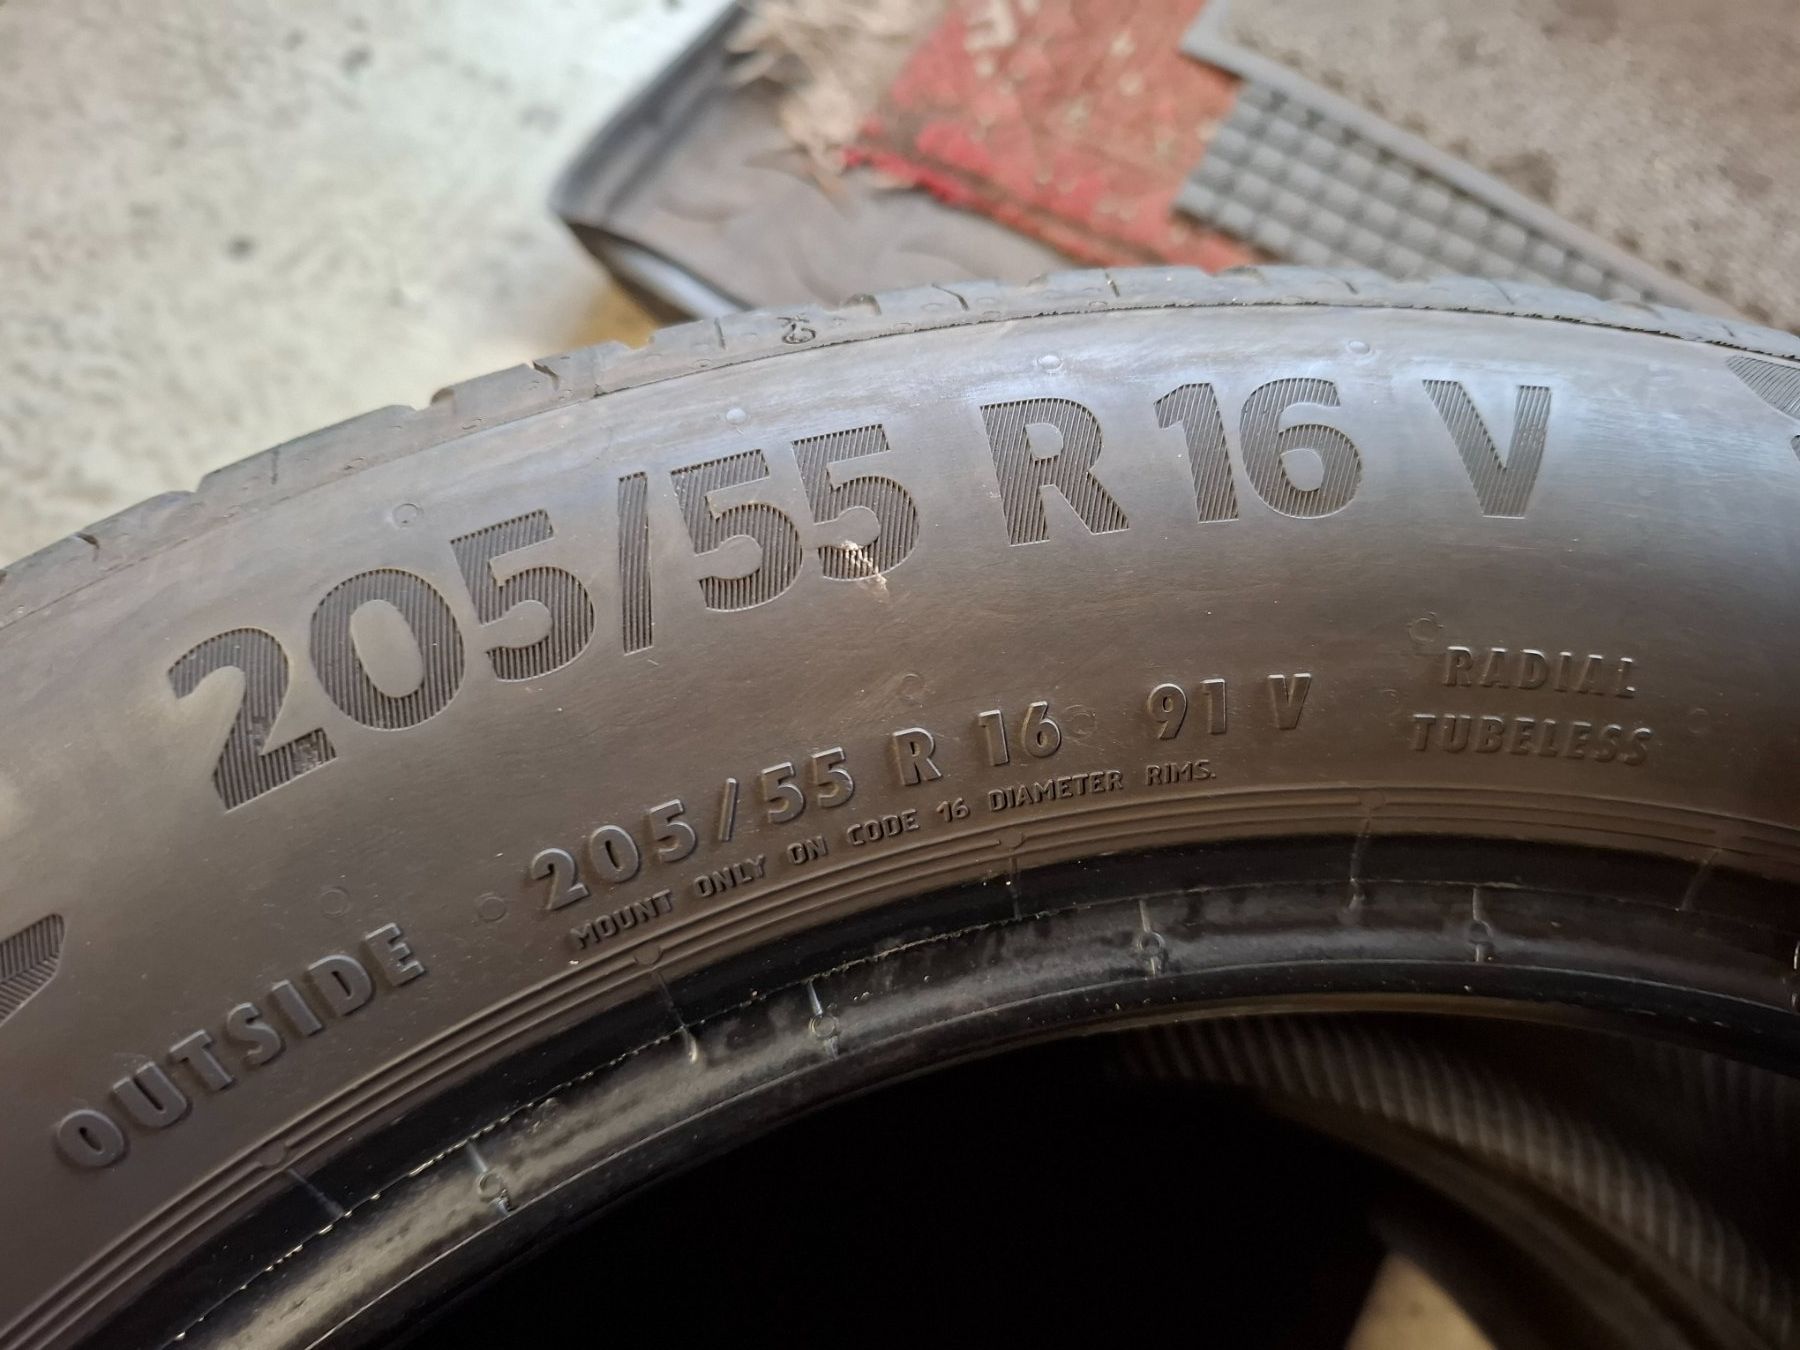 205/55 R 16 V
205/55 R 16 91 V
MOUNT ONLY ON CODE 16 DIAMETER RIMS.
RADIAL
TUBELESS
OUTSIDE